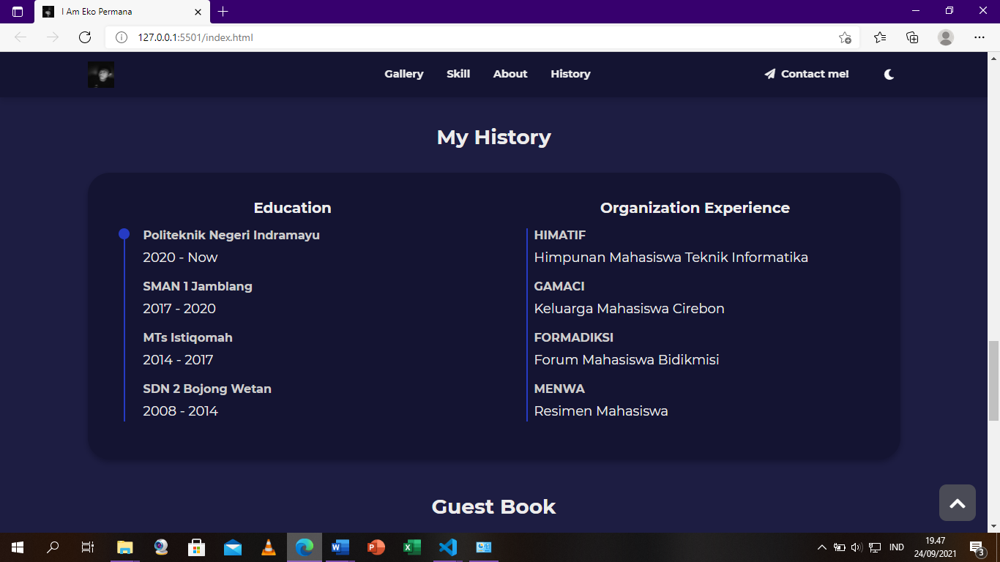 I Am Eko Permana
127.0.0.1:5501/index.html
Gallery Skill About History Contact me!
My History
Education
Politeknik Negeri Indramayu
2020 - Now
SMAN 1 Jamblang
2017 - 2020
MTs Istiqomah
2014 - 2017
SDN 2 Bojong Wetan
2008 - 2014
Organization Experience
HIMATIF
Himpunan Mahasiswa Teknik Informatika
GAMACI
Keluarga Mahasiswa Cirebon
FORMADIKSI
Forum Mahasiswa Bidikmisi
MENWA
Resimen Mahasiswa
Guest Book
IND
19.47
24/09/2021
3